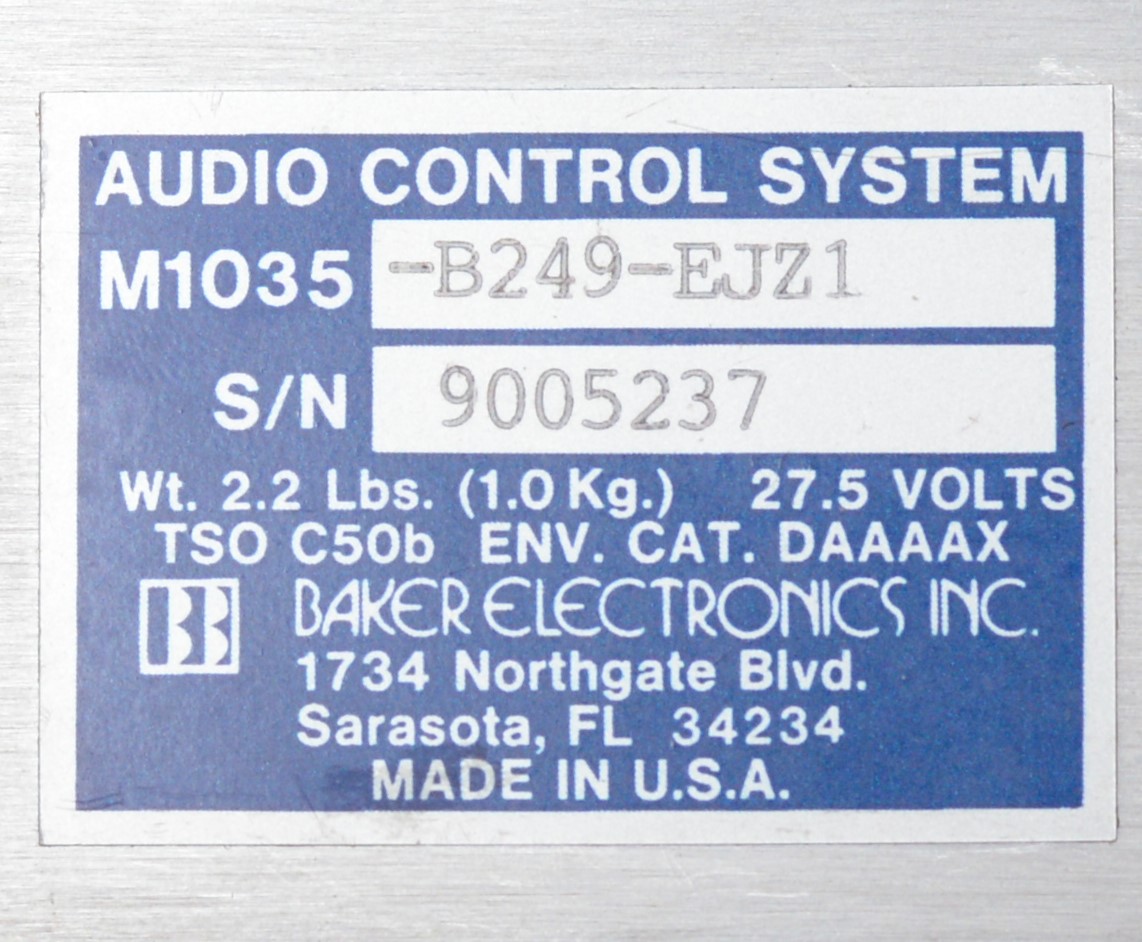 AUDIO CONTROL SYSTEM
M1035 -B249-EJZ1
S/N 9005237
Wt. 2.2 Lbs. (1.0 Kg.) 27.5 VOLTS
TSO C50b ENV. CAT. DAAAAX
BAKER ELECTRONICS INC.
1734 Northgate Blvd.
Sarasota, FL 34234
MADE IN U.S.A.